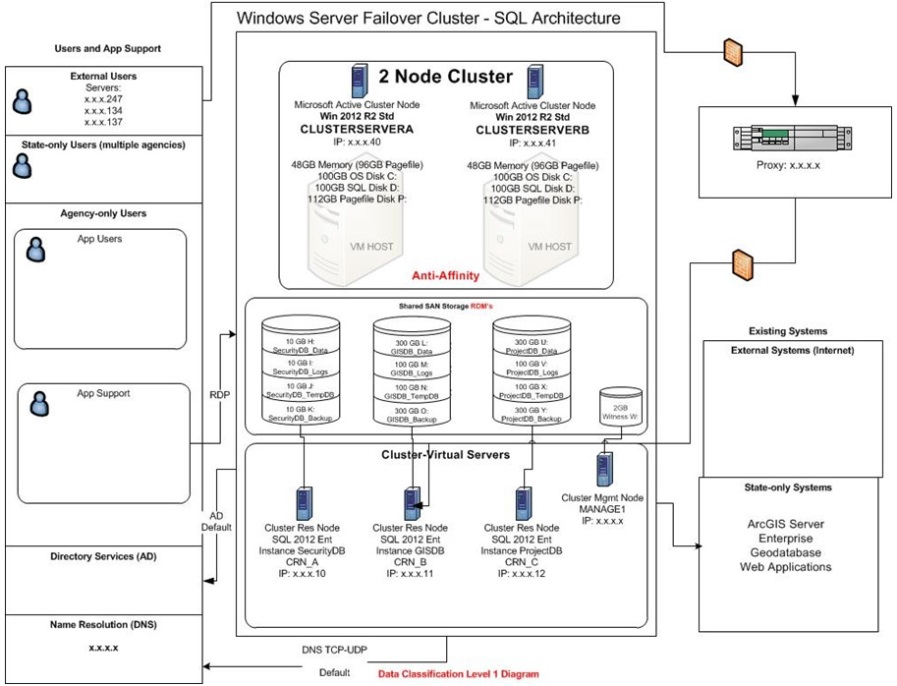 Windows Server Failover Cluster - SQL Architecture
Users and App Support
External Users
Servers:
x.x.x.247
x.x.x.134
x.x.x.137
State-only Users (multiple agencies)
Agency-only Users
App Users
App Support
Directory Services (AD)
Name Resolution (DNS)
x.x.x.x
RDP
AD
Default
DNS TCP-UDP
Default
2 Node Cluster
Microsoft Active Cluster Node
Win 2012 R2 Std
CLUSTERSERVERA
IP: x.x.x.40
48GB Memory (96GB Pagefile)
100GB OS Disk C:
100GB SQL Disk D:
112GB Pagefile Disk P:
VM HOST
Microsoft Active Cluster Node
Win 2012 R2 Std
CLUSTERSERVERB
IP: x.x.x.41
48GB Memory (96GB Pagefile)
100GB OS Disk C:
100GB SQL Disk D:
112GB Pagefile Disk P:
VM HOST
Anti-Affinity
Shared SAN Storage RDM's
10 GB H:
SecurityDB_Data
10 GB I:
SecurityDB_Logs
10 GB J:
SecurityDB_TempDB
10 GB K:
SecurityDB_Backup
300 GB L:
GISDB_Data
100 GB M:
GISDB_Logs
100 GB N:
GISDB_TempDB
300 GB O:
GISDB_Backup
300 GB U:
ProjectDB_Data
100 GB V:
ProjectDB_Logs
100 GB X:
ProjectDB_TempDB
300 GB Y:
ProjectDB_Backup
2GB
Witness W:
Cluster-Virtual Servers
Cluster Res Node
SQL 2012 Ent
Instance SecurityDB
CRN_A
IP: x.x.x.10
Cluster Res Node
SQL 2012 Ent
Instance GISDB
CRN_B
IP: x.x.x.11
Cluster Res Node
SQL 2012 Ent
Instance ProjectDB
CRN_C
IP: x.x.x.12
Cluster Mgmt Node
MANAGE1
IP: x.x.x.x
Data Classification Level 1 Diagram
Proxy: x.x.x.x
Existing Systems
External Systems (Internet)
State-only Systems
ArcGIS Server
Enterprise
Geodatabase
Web Applications